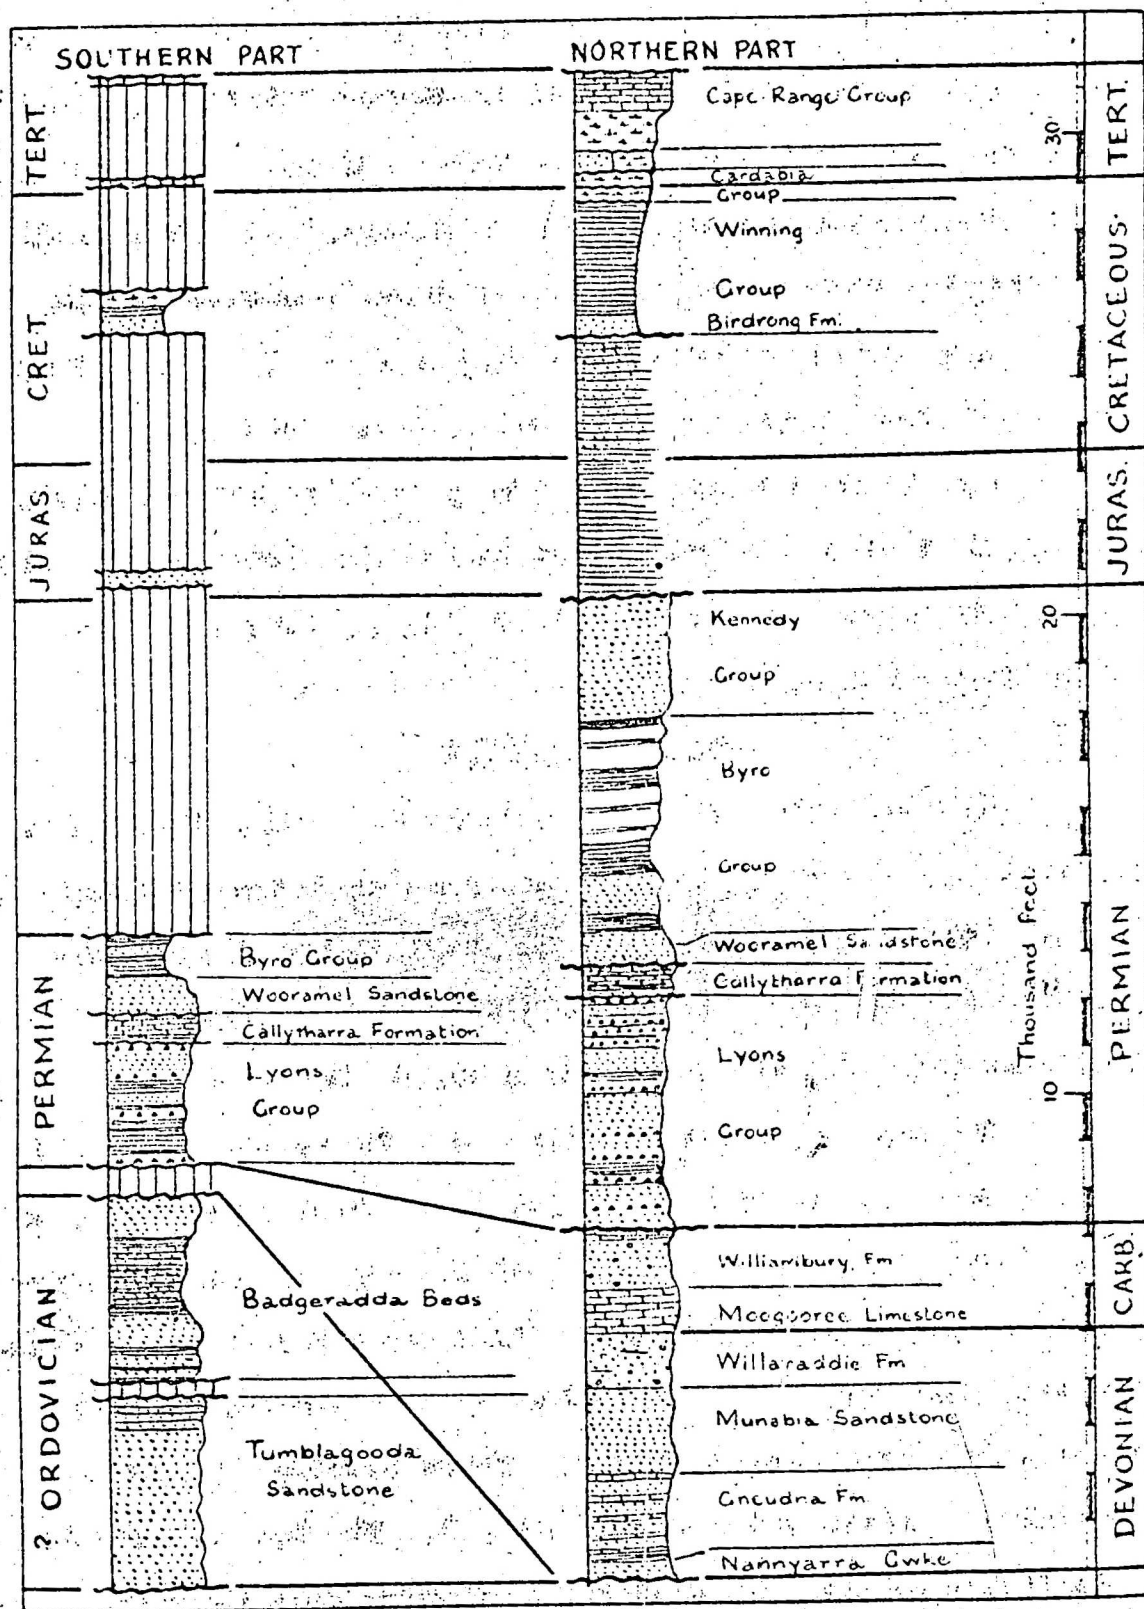 SOUTHERN PART
NORTHERN PART
TERT
CRET
JURAS.
PERMIAN
? ORDOVICIAN
Byro Group
Wooramel Sandstone
Callytharra Formation
Lyons
Group
Badgeradda Beds
Tumblagooda
Sandstone
Cape Range Group
Cardabia
Group
Winning
Group
Birdrong Fm.
Kennedy
Group
Byro
Group
Wooramel Sandstone
Callytharra Formation
Lyons
Group
Williambury Fm
Moogooree Limestone
Willaraddie Fm
Munabia Sandstone
Gneudna Fm
Nannyarra Gwke
30
20
Thousand feet
10
TERT.
CRETACEOUS.
JURAS.
PERMIAN
CARB.
DEVONIAN